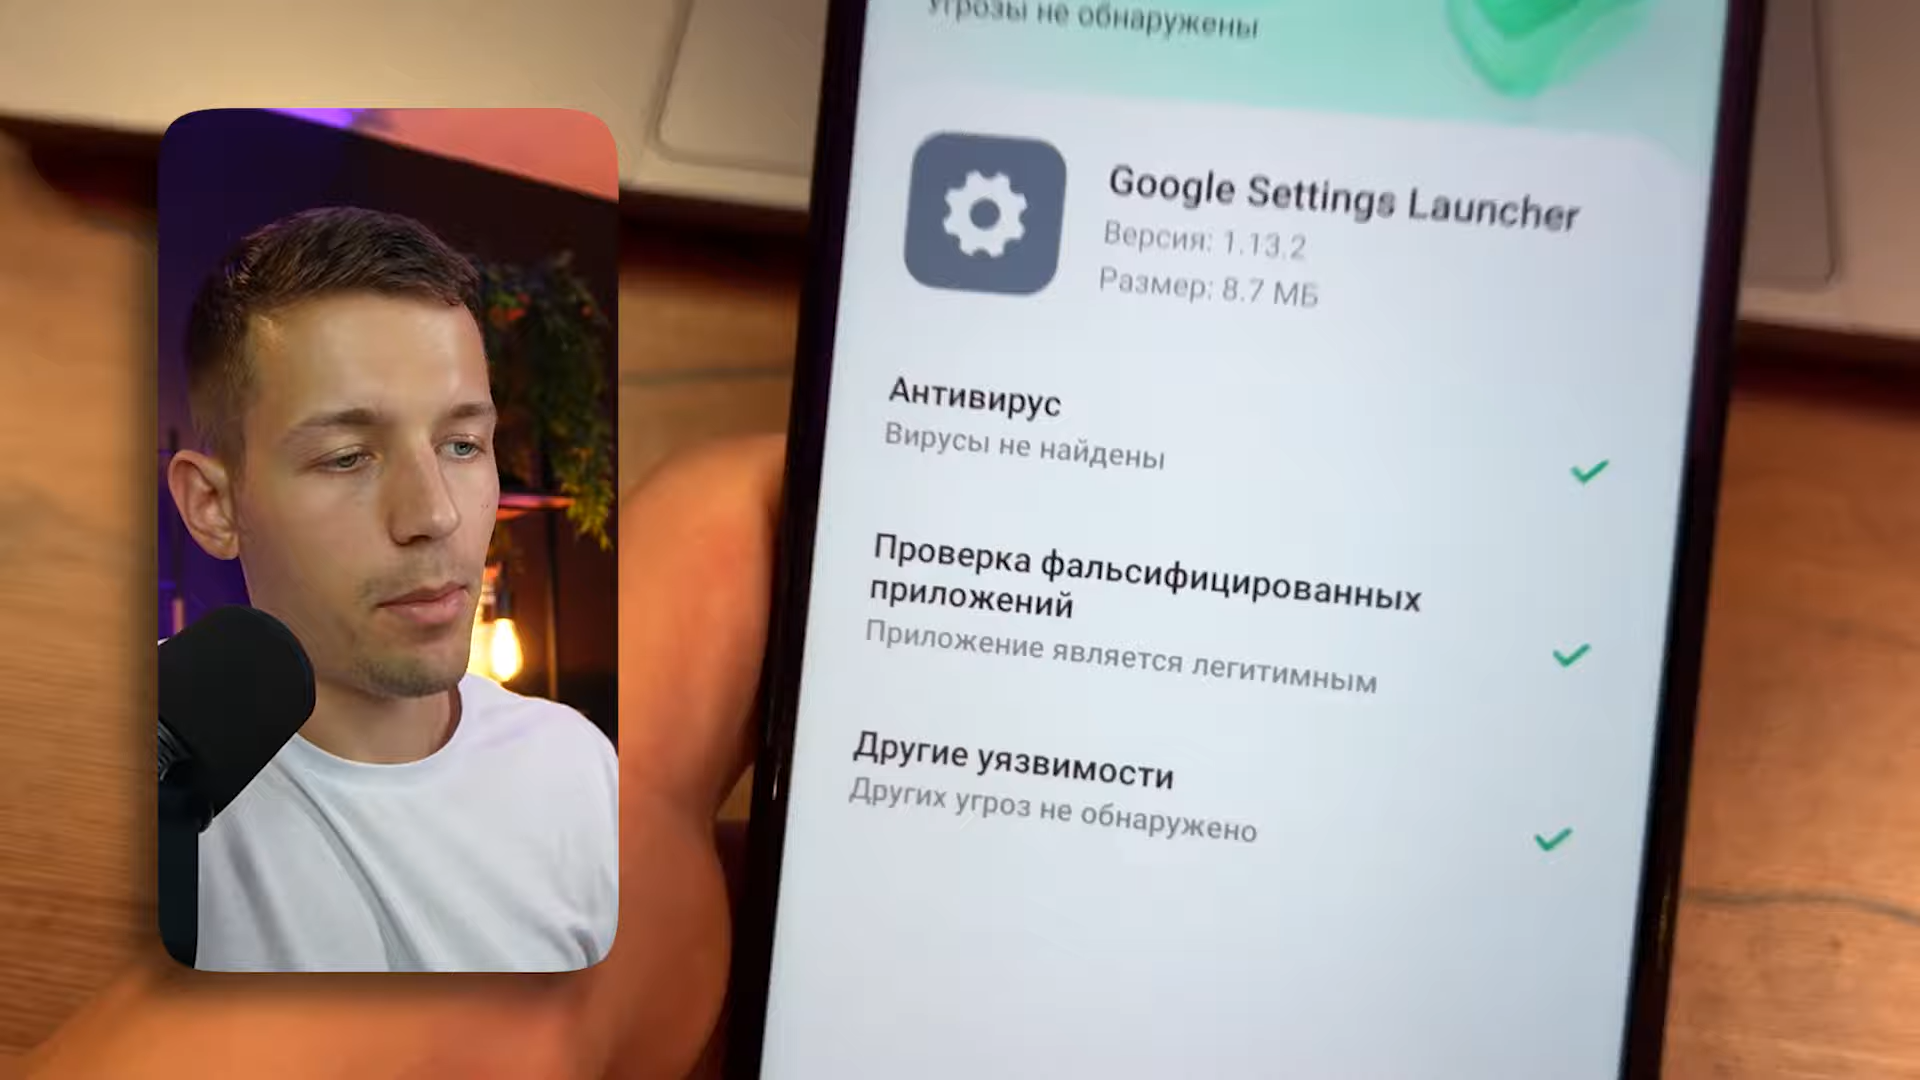 Угрозы не обнаружены
Google Settings Launcher
Версия: 1.13.2
Размер: 8.7 МБ
Антивирус
Вирусы не найдены
Проверка фальсифицированных
приложений
Приложение является легитимным
Другие уязвимости
Других угроз не обнаружено